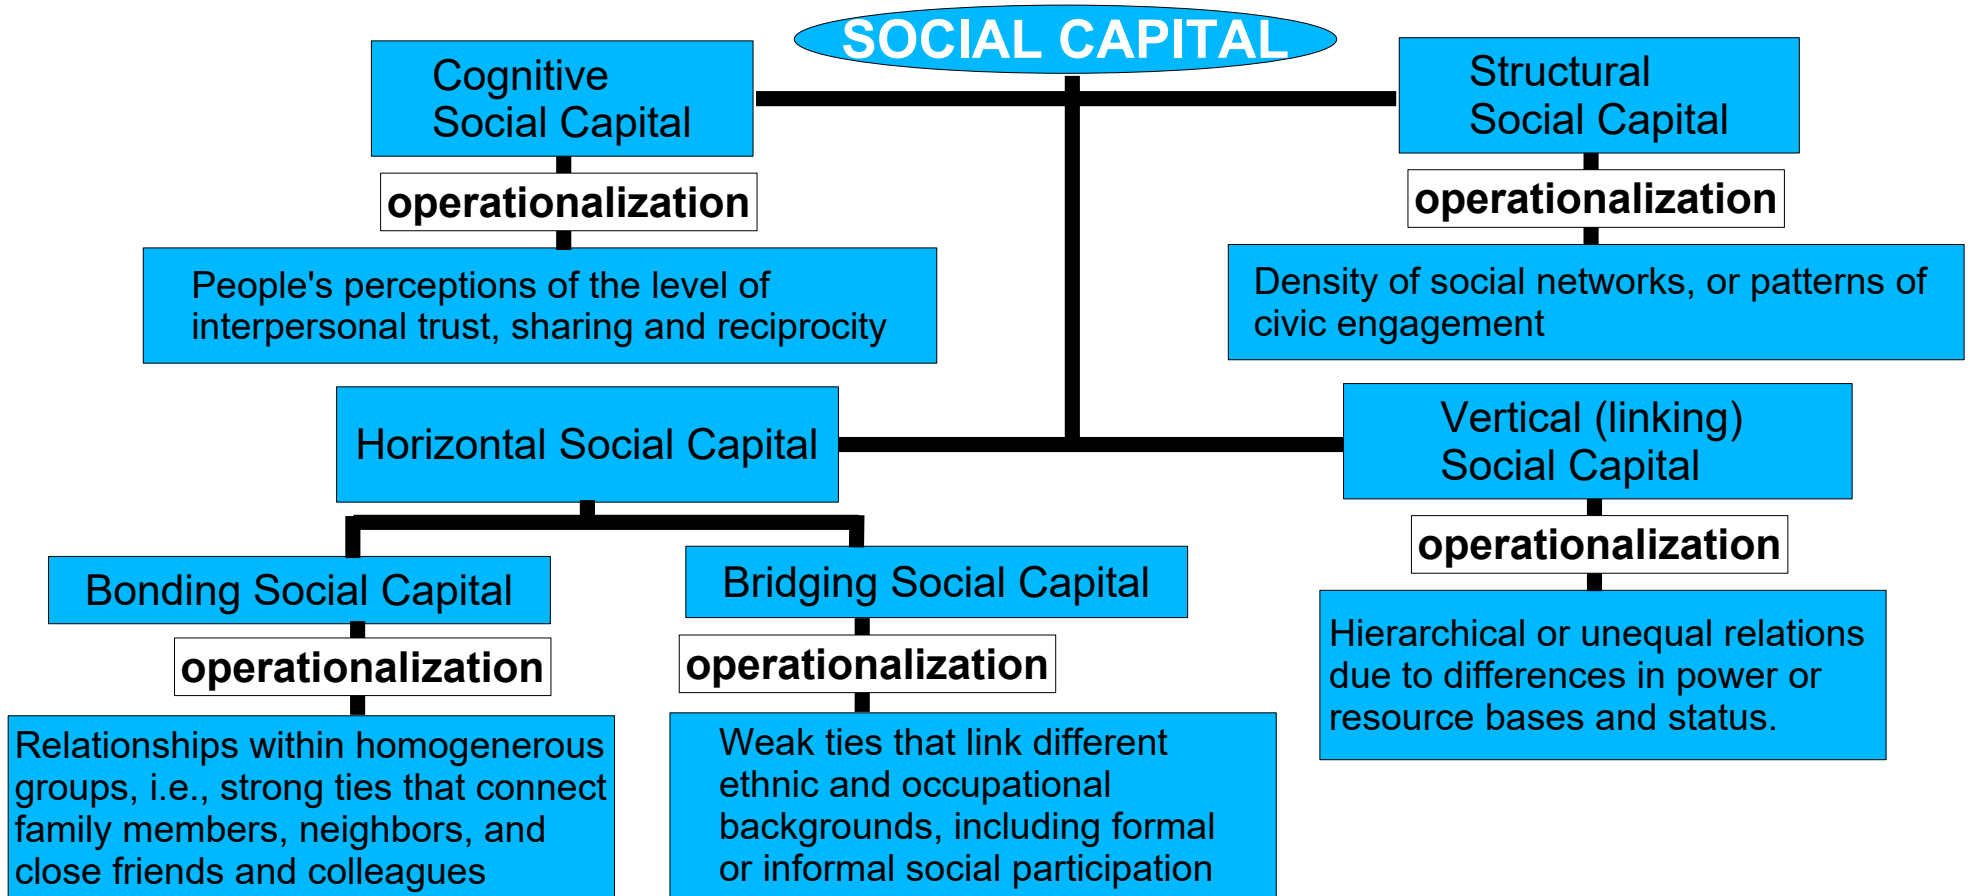 SOCIAL CAPITAL
Cognitive
Social Capital
operationalization
People's perceptions of the level of
interpersonal trust, sharing and reciprocity
Structural
Social Capital
operationalization
Density of social networks, or patterns of
civic engagement
Horizontal Social Capital
Bonding Social Capital
operationalization
Relationships within homogenerous
groups, i.e., strong ties that connect
family members, neighbors, and
close friends and colleagues
Bridging Social Capital
operationalization
Weak ties that link different
ethnic and occupational
backgrounds, including formal
or informal social participation
Vertical (linking)
Social Capital
operationalization
Hierarchical or unequal relations
due to differences in power or
resource bases and status.